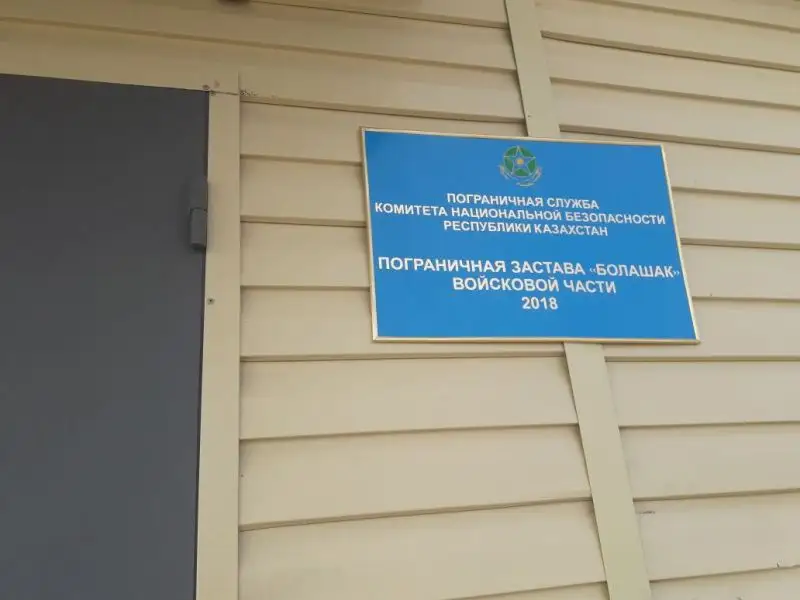 ПОГРАНИЧНАЯ СЛУЖБА
КОМИТЕТА НАЦИОНАЛЬНОЙ БЕЗОПАСНОСТИ
РЕСПУБЛИКИ КАЗАХСТАН
ПОГРАНИЧНАЯ ЗАСТАВА «БОЛАШАК»
ВОЙСКОВОЙ ЧАСТИ
2018